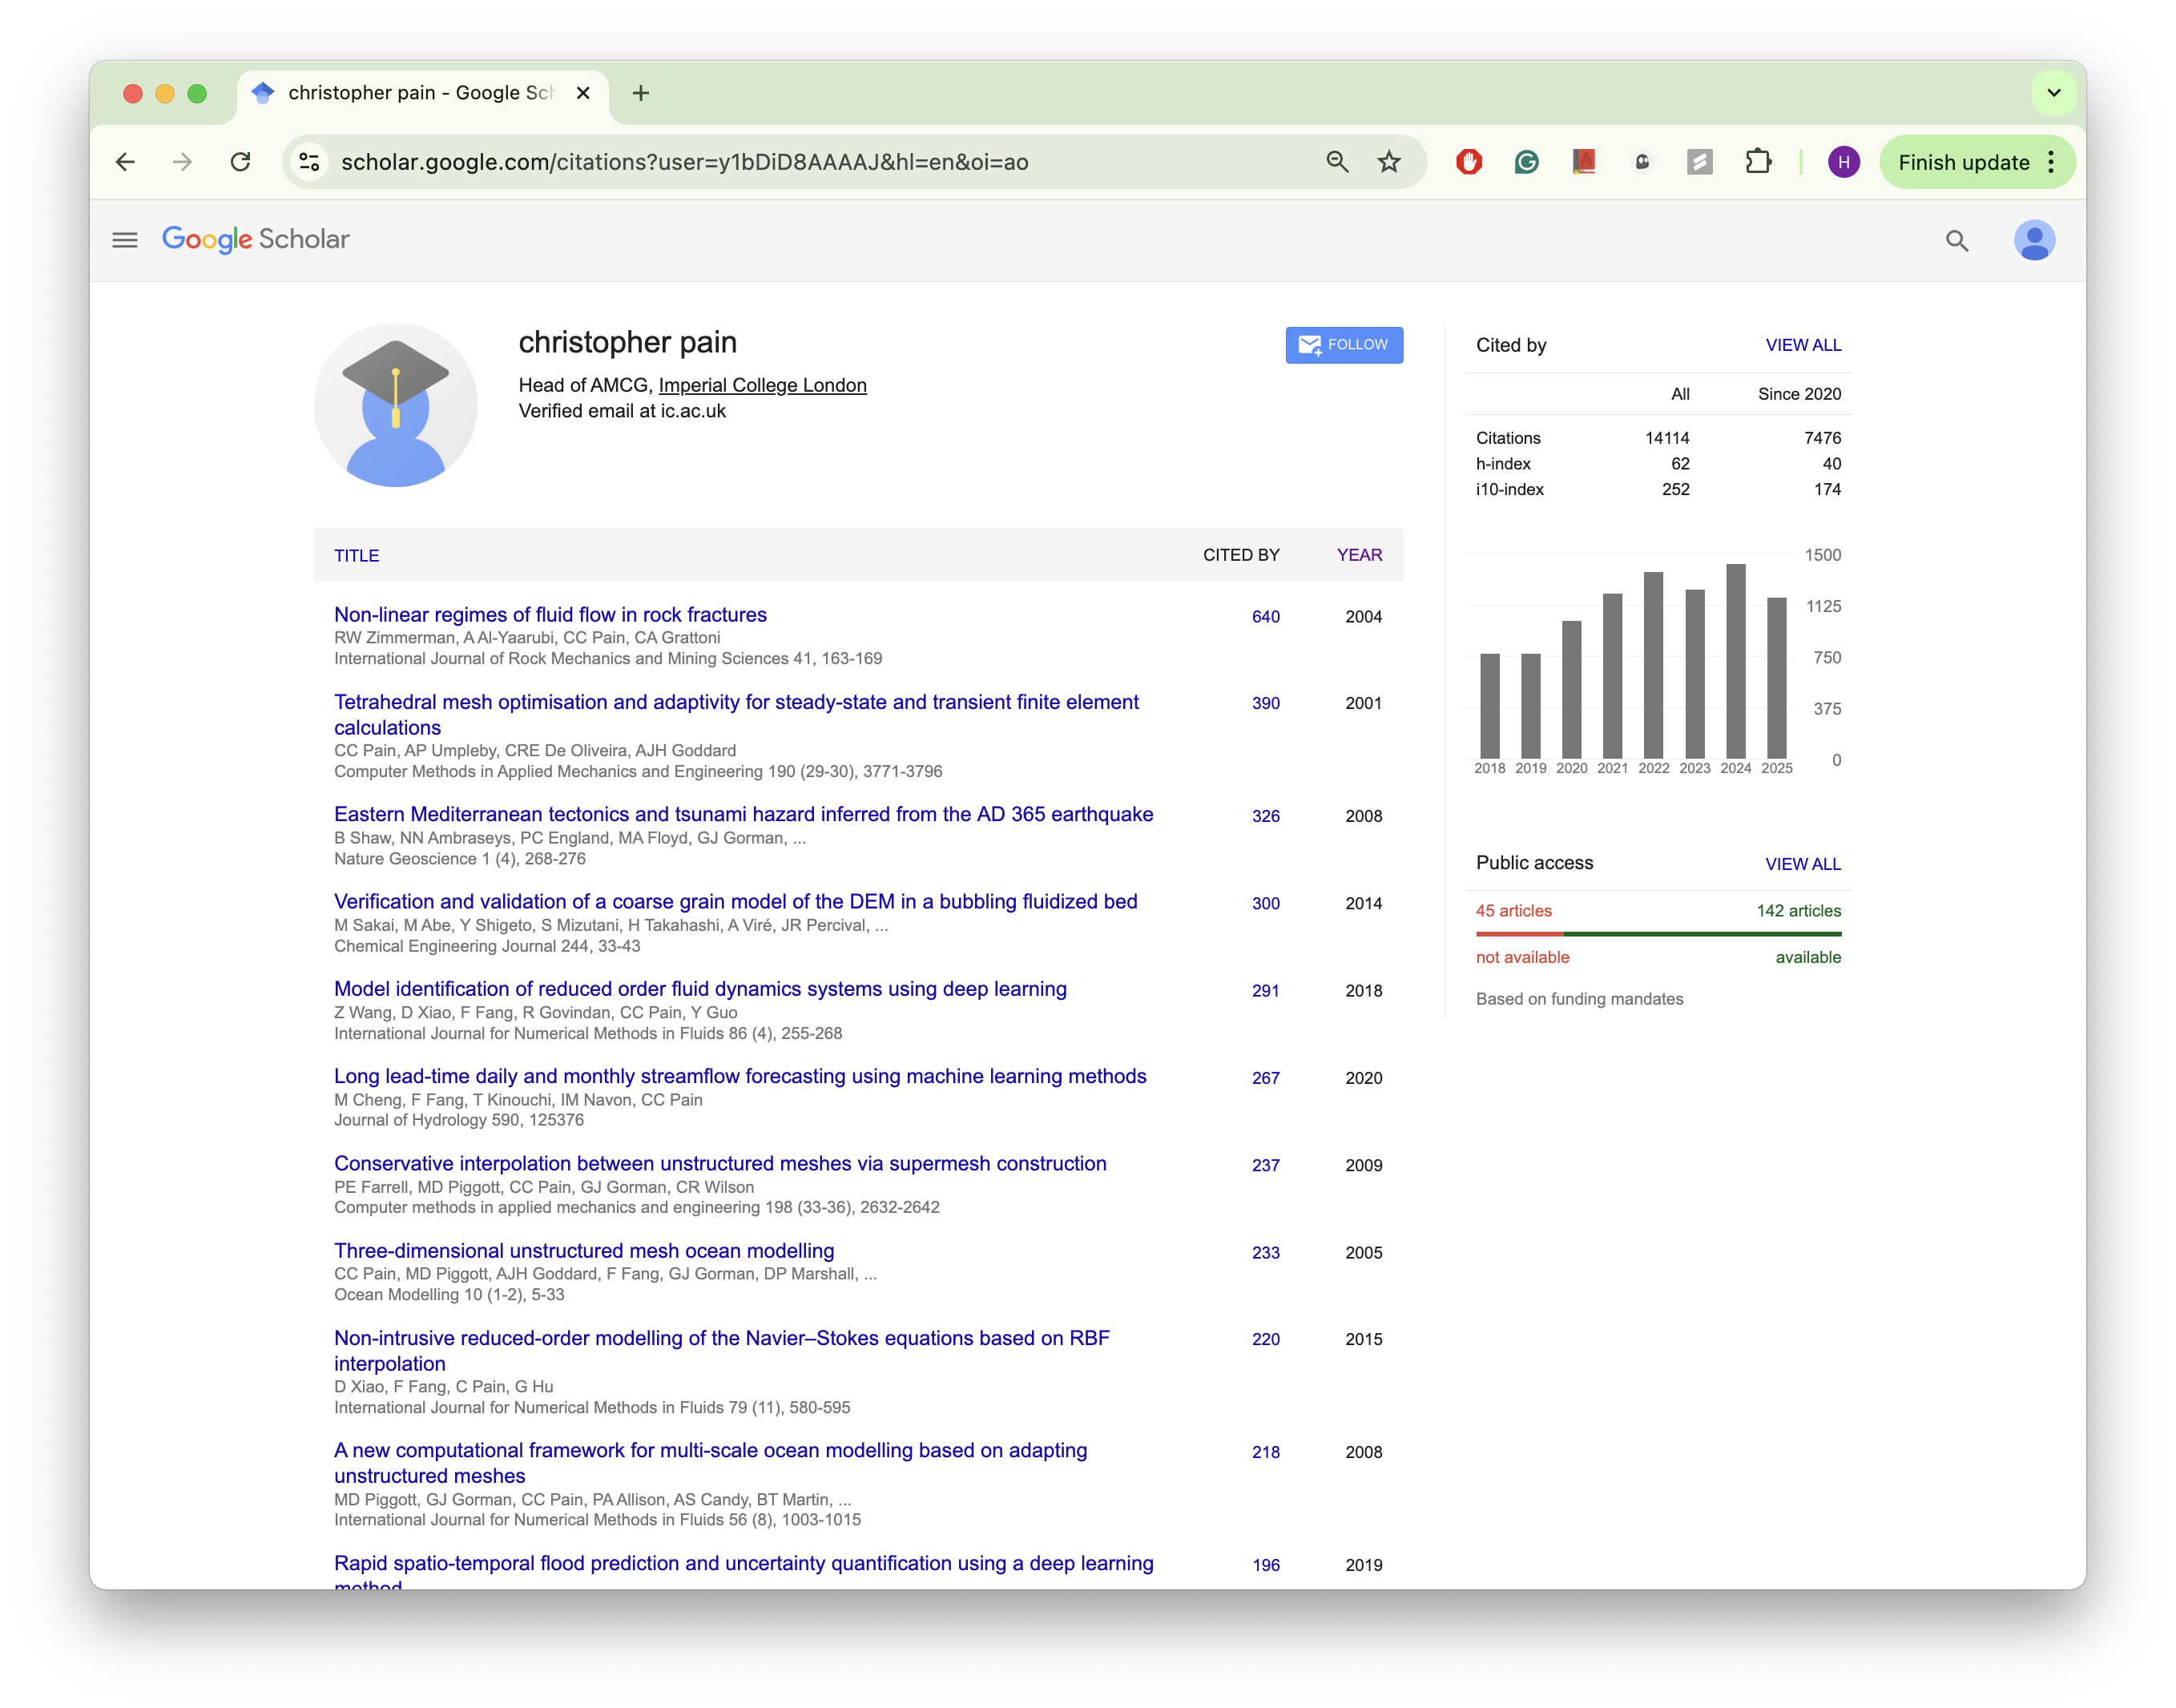 christopher pain - Google Sch
scholar.google.com/citations?user=y1bDiD8AAAAJ&hl=en&oi=ao
H
Finish update
Google Scholar
christopher pain
Head of AMCG, Imperial College London
Verified email at ic.ac.uk
FOLLOW
TITLE CITED BY YEAR
Non-linear regimes of fluid flow in rock fractures 640 2004
RW Zimmerman, A Al-Yaarubi, CC Pain, CA Grattoni
International Journal of Rock Mechanics and Mining Sciences 41, 163-169
Tetrahedral mesh optimisation and adaptivity for steady-state and transient finite element 390 2001
calculations
CC Pain, AP Umpleby, CRE De Oliveira, AJH Goddard
Computer Methods in Applied Mechanics and Engineering 190 (29-30), 3771-3796
Eastern Mediterranean tectonics and tsunami hazard inferred from the AD 365 earthquake 326 2008
B Shaw, NN Ambraseys, PC England, MA Floyd, GJ Gorman, ...
Nature Geoscience 1 (4), 268-276
Verification and validation of a coarse grain model of the DEM in a bubbling fluidized bed 300 2014
M Sakai, M Abe, Y Shigeto, S Mizutani, H Takahashi, A Viré, JR Percival, ...
Chemical Engineering Journal 244, 33-43
Model identification of reduced order fluid dynamics systems using deep learning 291 2018
Z Wang, D Xiao, F Fang, R Govindan, CC Pain, Y Guo
International Journal for Numerical Methods in Fluids 86 (4), 255-268
Long lead-time daily and monthly streamflow forecasting using machine learning methods 267 2020
M Cheng, F Fang, T Kinouchi, IM Navon, CC Pain
Journal of Hydrology 590, 125376
Conservative interpolation between unstructured meshes via supermesh construction 237 2009
PE Farrell, MD Piggott, CC Pain, GJ Gorman, CR Wilson
Computer methods in applied mechanics and engineering 198 (33-36), 2632-2642
Three-dimensional unstructured mesh ocean modelling 233 2005
CC Pain, MD Piggott, AJH Goddard, F Fang, GJ Gorman, DP Marshall, ...
Ocean Modelling 10 (1-2), 5-33
Non-intrusive reduced-order modelling of the Navier–Stokes equations based on RBF 220 2015
interpolation
D Xiao, F Fang, C Pain, G Hu
International Journal for Numerical Methods in Fluids 79 (11), 580-595
A new computational framework for multi-scale ocean modelling based on adapting 218 2008
unstructured meshes
MD Piggott, GJ Gorman, CC Pain, PA Allison, AS Candy, BT Martin, ...
International Journal for Numerical Methods in Fluids 56 (8), 1003-1015
Rapid spatio-temporal flood prediction and uncertainty quantification using a deep learning 196 2019
method
Cited by VIEW ALL
All Since 2020
Citations 14114 7476
h-index 62 40
i10-index 252 174
1500
1125
750
375
0
2018 2019 2020 2021 2022 2023 2024 2025
Public access VIEW ALL
45 articles 142 articles
not available available
Based on funding mandates